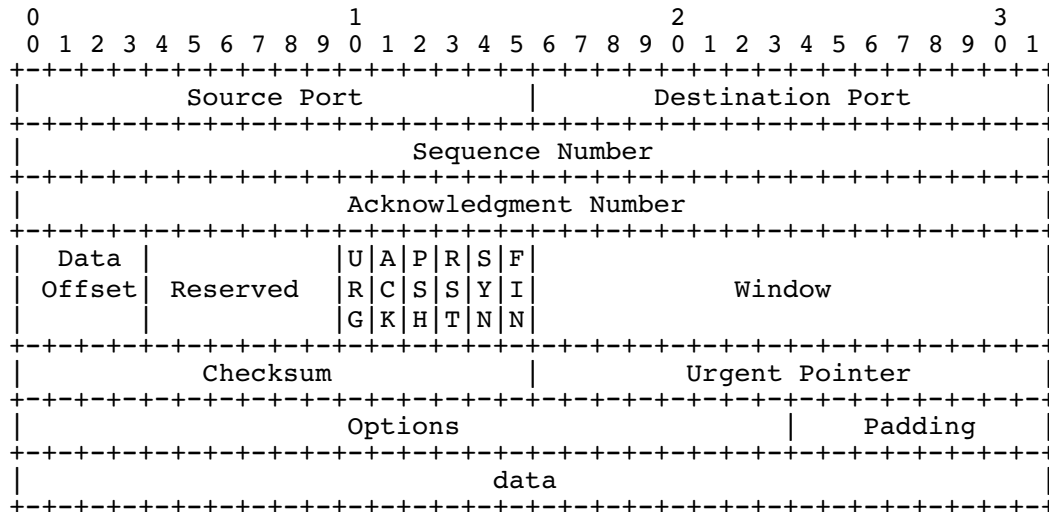 0                   1                   2                   3
 0 1 2 3 4 5 6 7 8 9 0 1 2 3 4 5 6 7 8 9 0 1 2 3 4 5 6 7 8 9 0 1
+-+-+-+-+-+-+-+-+-+-+-+-+-+-+-+-+-+-+-+-+-+-+-+-+-+-+-+-+-+-+-+-+
|          Source Port          |       Destination Port        |
+-+-+-+-+-+-+-+-+-+-+-+-+-+-+-+-+-+-+-+-+-+-+-+-+-+-+-+-+-+-+-+-+
|                        Sequence Number                        |
+-+-+-+-+-+-+-+-+-+-+-+-+-+-+-+-+-+-+-+-+-+-+-+-+-+-+-+-+-+-+-+-+
|                    Acknowledgment Number                      |
+-+-+-+-+-+-+-+-+-+-+-+-+-+-+-+-+-+-+-+-+-+-+-+-+-+-+-+-+-+-+-+-+
|  Data |           |U|A|P|R|S|F|                               |
| Offset| Reserved  |R|C|S|S|Y|I|            Window             |
|       |           |G|K|H|T|N|N|                               |
+-+-+-+-+-+-+-+-+-+-+-+-+-+-+-+-+-+-+-+-+-+-+-+-+-+-+-+-+-+-+-+-+
|           Checksum            |         Urgent Pointer        |
+-+-+-+-+-+-+-+-+-+-+-+-+-+-+-+-+-+-+-+-+-+-+-+-+-+-+-+-+-+-+-+-+
|                    Options                    |    Padding    |
+-+-+-+-+-+-+-+-+-+-+-+-+-+-+-+-+-+-+-+-+-+-+-+-+-+-+-+-+-+-+-+-+
|                             data                              |
+-+-+-+-+-+-+-+-+-+-+-+-+-+-+-+-+-+-+-+-+-+-+-+-+-+-+-+-+-+-+-+-+